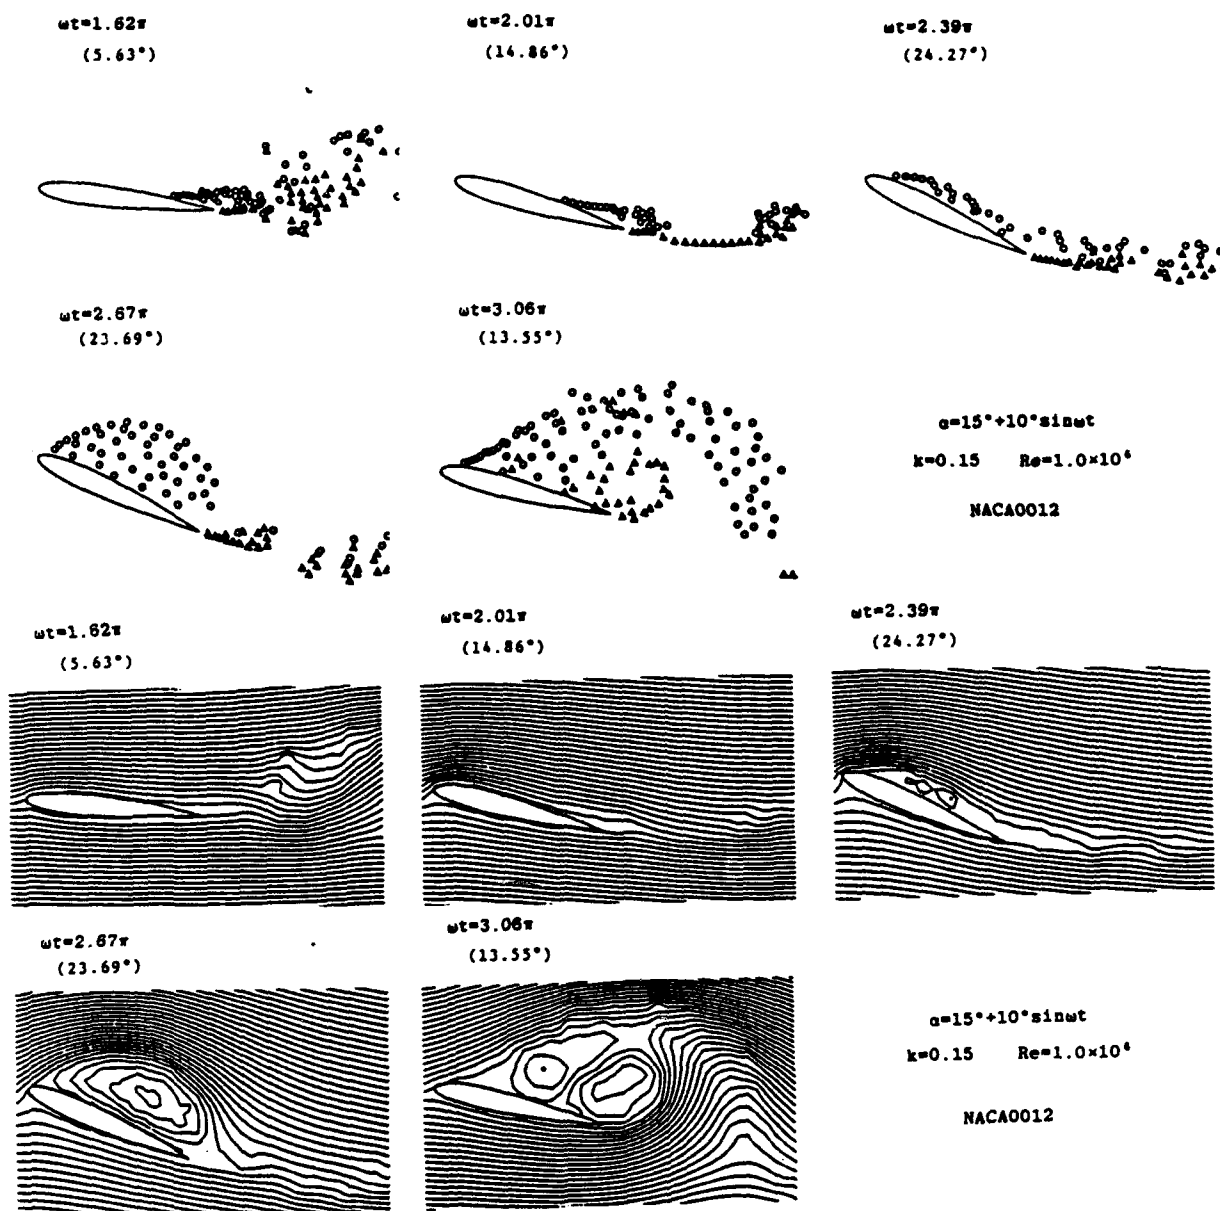 ωt=1.62π
(5.63°)
ωt=2.01π
(14.86°)
ωt=2.39π
(24.27°)
ωt=2.67π
(23.69°)
ωt=3.06π
(13.55°)
α=15°+10°sinωt
k=0.15 Re=1.0×10⁶
NACA0012
ωt=1.62π
(5.63°)
ωt=2.01π
(14.86°)
ωt=2.39π
(24.27°)
ωt=2.67π
(23.69°)
ωt=3.06π
(13.55°)
α=15°+10°sinωt
k=0.15 Re=1.0×10⁶
NACA0012